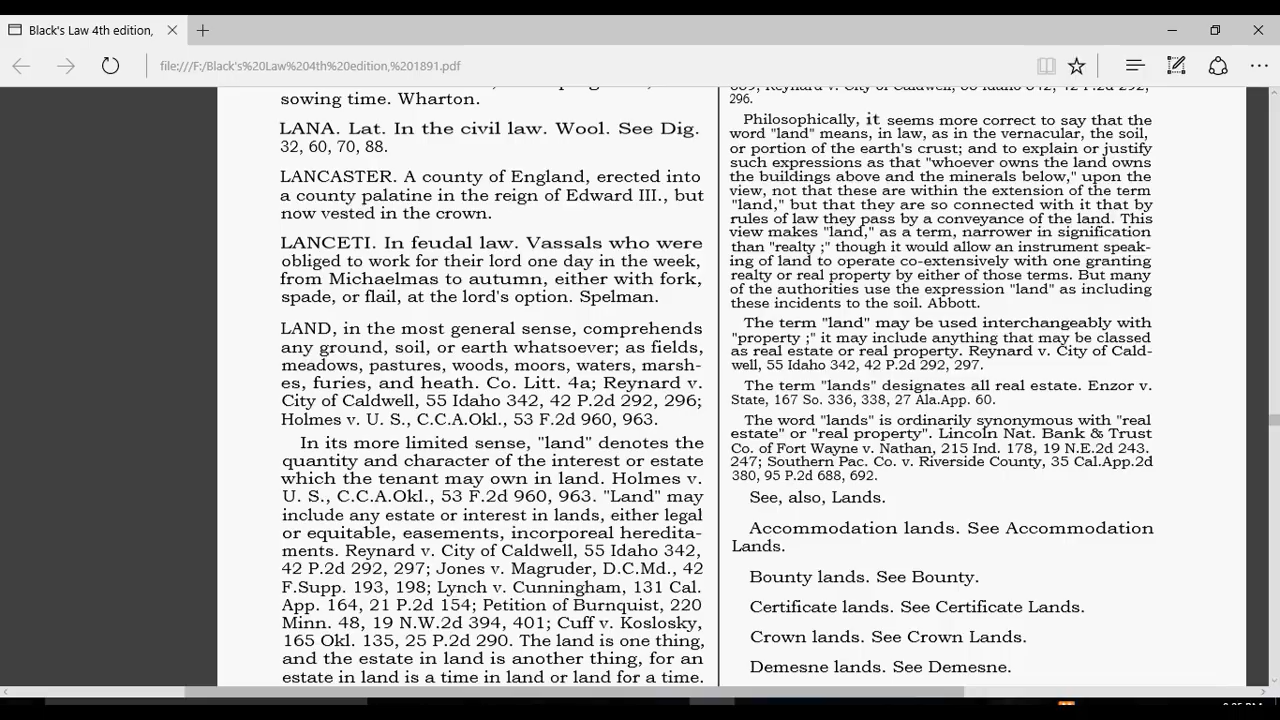 Black's Law 4th edition,
file:///F:/Black's%20Law%204th%20edition,%201891.pdf
sowing time. Wharton.
LANA. Lat. In the civil law. Wool. See Dig.
32, 60, 70, 88.
LANCASTER. A county of England, erected into
a county palatine in the reign of Edward III., but
now vested in the crown.
LANCETI. In feudal law. Vassals who were
obliged to work for their lord one day in the week,
from Michaelmas to autumn, either with fork,
spade, or flail, at the lord's option. Spelman.
LAND, in the most general sense, comprehends
any ground, soil, or earth whatsoever; as fields,
meadows, pastures, woods, moors, waters, marsh-
es, furies, and heath. Co. Litt. 4a; Reynard v.
City of Caldwell, 55 Idaho 342, 42 P.2d 292, 296;
Holmes v. U. S., C.C.A.Okl., 53 F.2d 960, 963.
In its more limited sense, "land" denotes the
quantity and character of the interest or estate
which the tenant may own in land. Holmes v.
U. S., C.C.A.Okl., 53 F.2d 960, 963. "Land" may
include any estate or interest in lands, either legal
or equitable, easements, incorporeal heredita-
ments. Reynard v. City of Caldwell, 55 Idaho 342,
42 P.2d 292, 297; Jones v. Magruder, D.C.Md., 42
F.Supp. 193, 198; Lynch v. Cunningham, 131 Cal.
App. 164, 21 P.2d 154; Petition of Burnquist, 220
Minn. 48, 19 N.W.2d 394, 401; Cuff v. Koslosky,
165 Okl. 135, 25 P.2d 290. The land is one thing,
and the estate in land is another thing, for an
estate in land is a time in land or land for a time.
Reynard v. City of Caldwell, 55 Idaho 342, 42 P.2d 292,
296.
Philosophically, it seems more correct to say that the
word "land" means, in law, as in the vernacular, the soil,
or portion of the earth's crust; and to explain or justify
such expressions as that "whoever owns the land owns
the buildings above and the minerals below," upon the
view, not that these are within the extension of the term
"land," but that they are so connected with it that by
rules of law they pass by a conveyance of the land. This
view makes "land," as a term, narrower in signification
than "realty ;" though it would allow an instrument speak-
ing of land to operate co-extensively with one granting
realty or real property by either of those terms. But many
of the authorities use the expression "land" as including
these incidents to the soil. Abbott.
The term "land" may be used interchangeably with
"property ;" it may include anything that may be classed
as real estate or real property. Reynard v. City of Cald-
well, 55 Idaho 342, 42 P.2d 292, 297.
The term "lands" designates all real estate. Enzor v.
State, 167 So. 336, 338, 27 Ala.App. 60.
The word "lands" is ordinarily synonymous with "real
estate" or "real property". Lincoln Nat. Bank & Trust
Co. of Fort Wayne v. Nathan, 215 Ind. 178, 19 N.E.2d 243.
247; Southern Pac. Co. v. Riverside County, 35 Cal.App.2d
380, 95 P.2d 688, 692.
See, also, Lands.
Accommodation lands. See Accommodation
Lands.
Bounty lands. See Bounty.
Certificate lands. See Certificate Lands.
Crown lands. See Crown Lands.
Demesne lands. See Demesne.